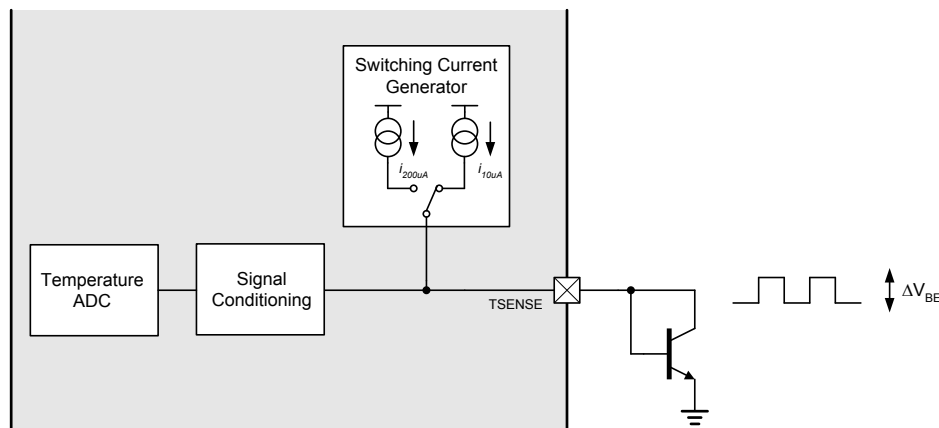 Switching Current
Generator
i200uA
i10uA
Temperature
ADC
Signal
Conditioning
TSENSE
ΔVBE